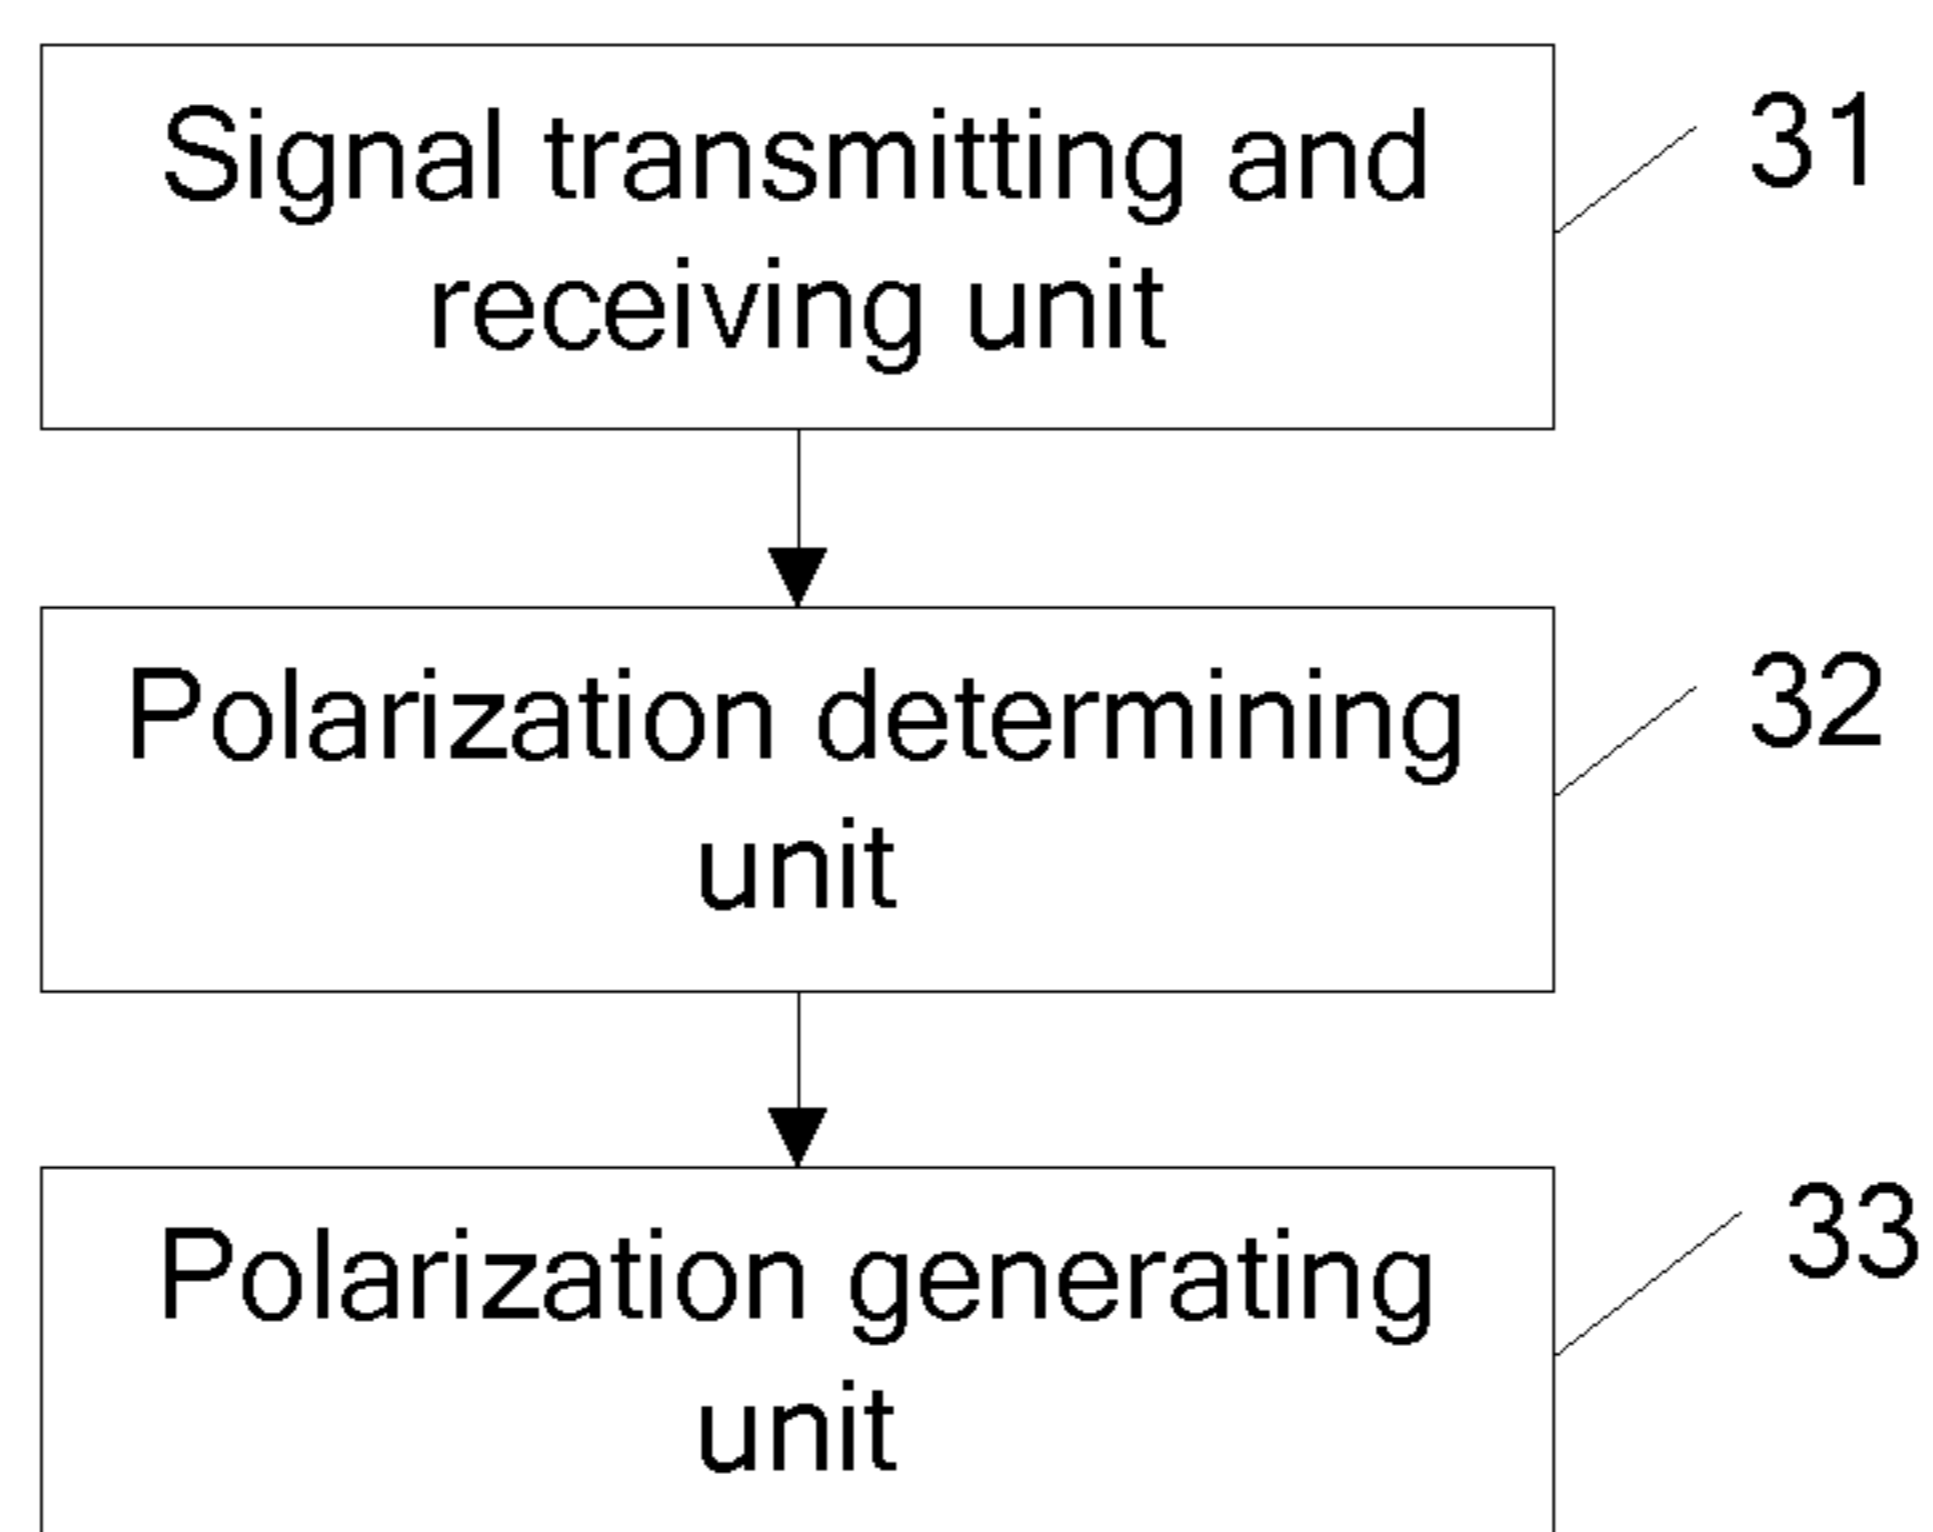 Signal transmitting and
receiving unit
31
Polarization determining
unit
32
Polarization generating
unit
33